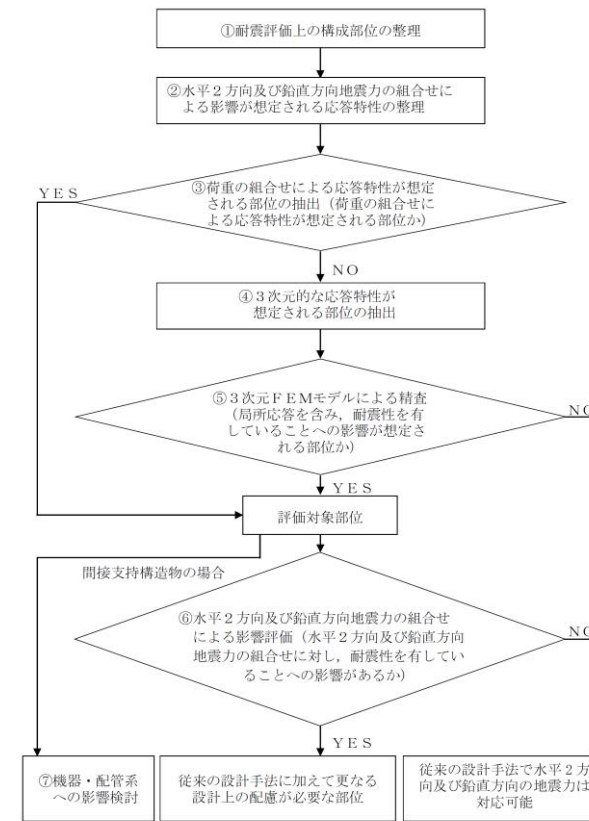 ①耐震評価上の構成部位の整理
②水平２方向及び鉛直方向地震力の組合せに
よる影響が想定される応答特性の整理
ＹＥＳ
③荷重の組合せによる応答特性が想定
される部位の抽出（荷重の組合せに
よる応答特性が想定される部位か）
ＮＯ
④３次元的な応答特性が
想定される部位の抽出
⑤３次元ＦＥＭモデルによる精査
（局所応答を含み，耐震性を有
していることへの影響が想定さ
れる部位か）
ＮＯ
ＹＥＳ
評価対象部位
間接支持構造物の場合
⑥水平２方向及び鉛直方向地震力の組合せ
による影響評価（水平２方向及び鉛直方向
地震力の組合せに対し，耐震性を有してい
ることへの影響があるか）
ＮＯ
ＹＥＳ
⑦機器・配管系
への影響検討
従来の設計手法に加えて更なる
設計上の配慮が必要な部位
従来の設計手法で水平２方
向及び鉛直方向の地震力は
対応可能